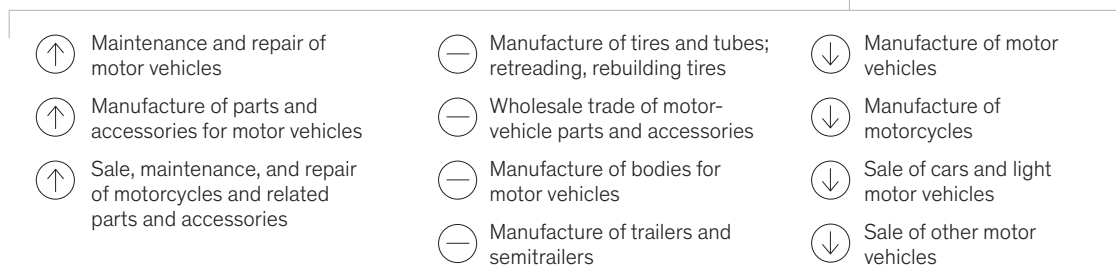 Maintenance and repair of
motor vehicles
Manufacture of parts and
accessories for motor vehicles
Sale, maintenance, and repair
of motorcycles and related
parts and accessories
Manufacture of tires and tubes;
retreading, rebuilding tires
Wholesale trade of motor-
vehicle parts and accessories
Manufacture of bodies for
motor vehicles
Manufacture of trailers and
semitrailers
Manufacture of motor
vehicles
Manufacture of
motorcycles
Sale of cars and light
motor vehicles
Sale of other motor
vehicles